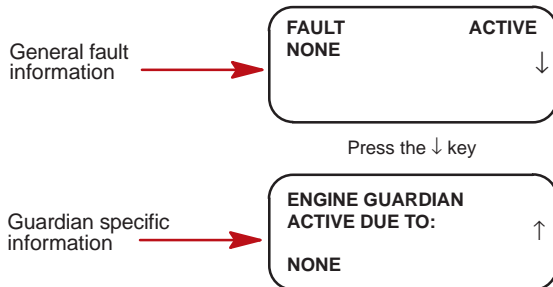 General fault
information
FAULT ACTIVE
NONE
↓
Press the ↓ key
Guardian specific
information
ENGINE GUARDIAN
ACTIVE DUE TO:
↑
NONE